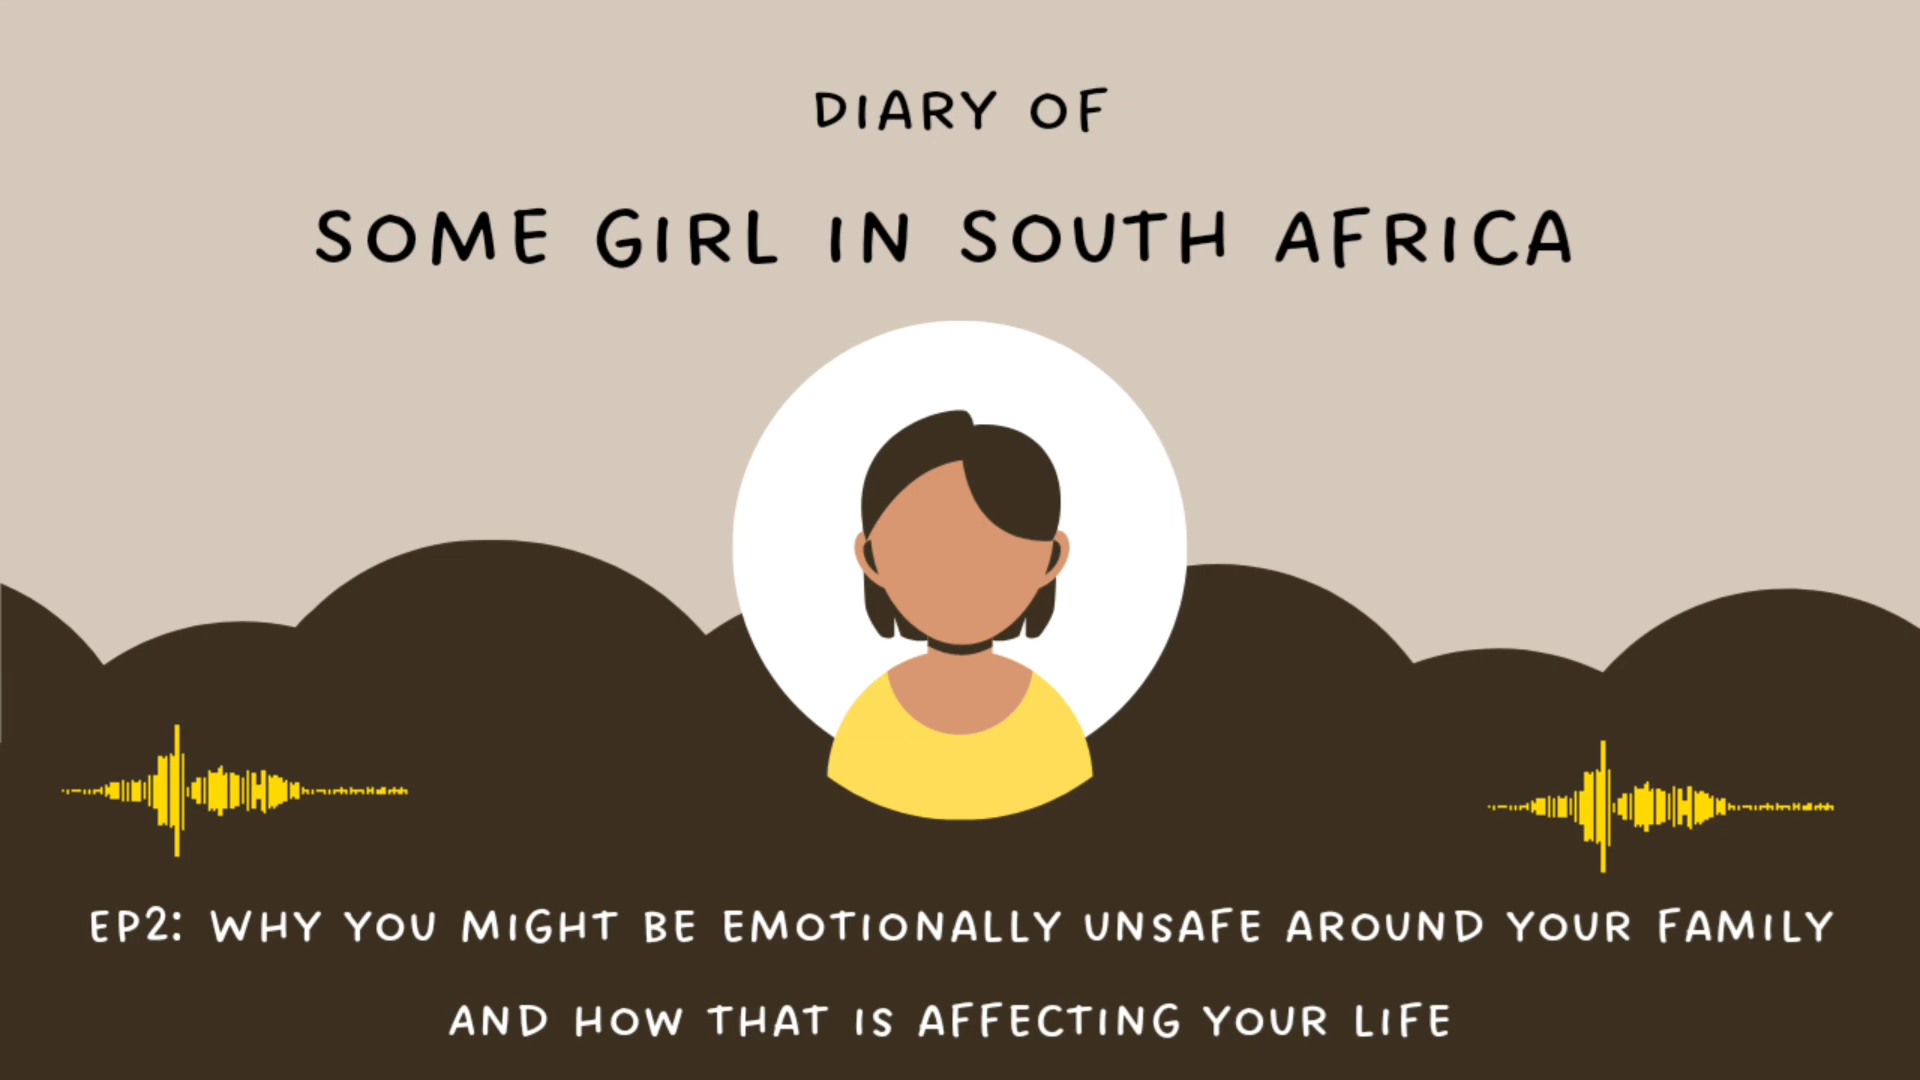 DIARY OF
SOME GIRL IN SOUTH AFRICA
EP2: WHY YOU MIGHT BE EMOTIONALLY UNSAFE AROUND YOUR FAMILY
AND HOW THAT IS AFFECTING YOUR LIFE